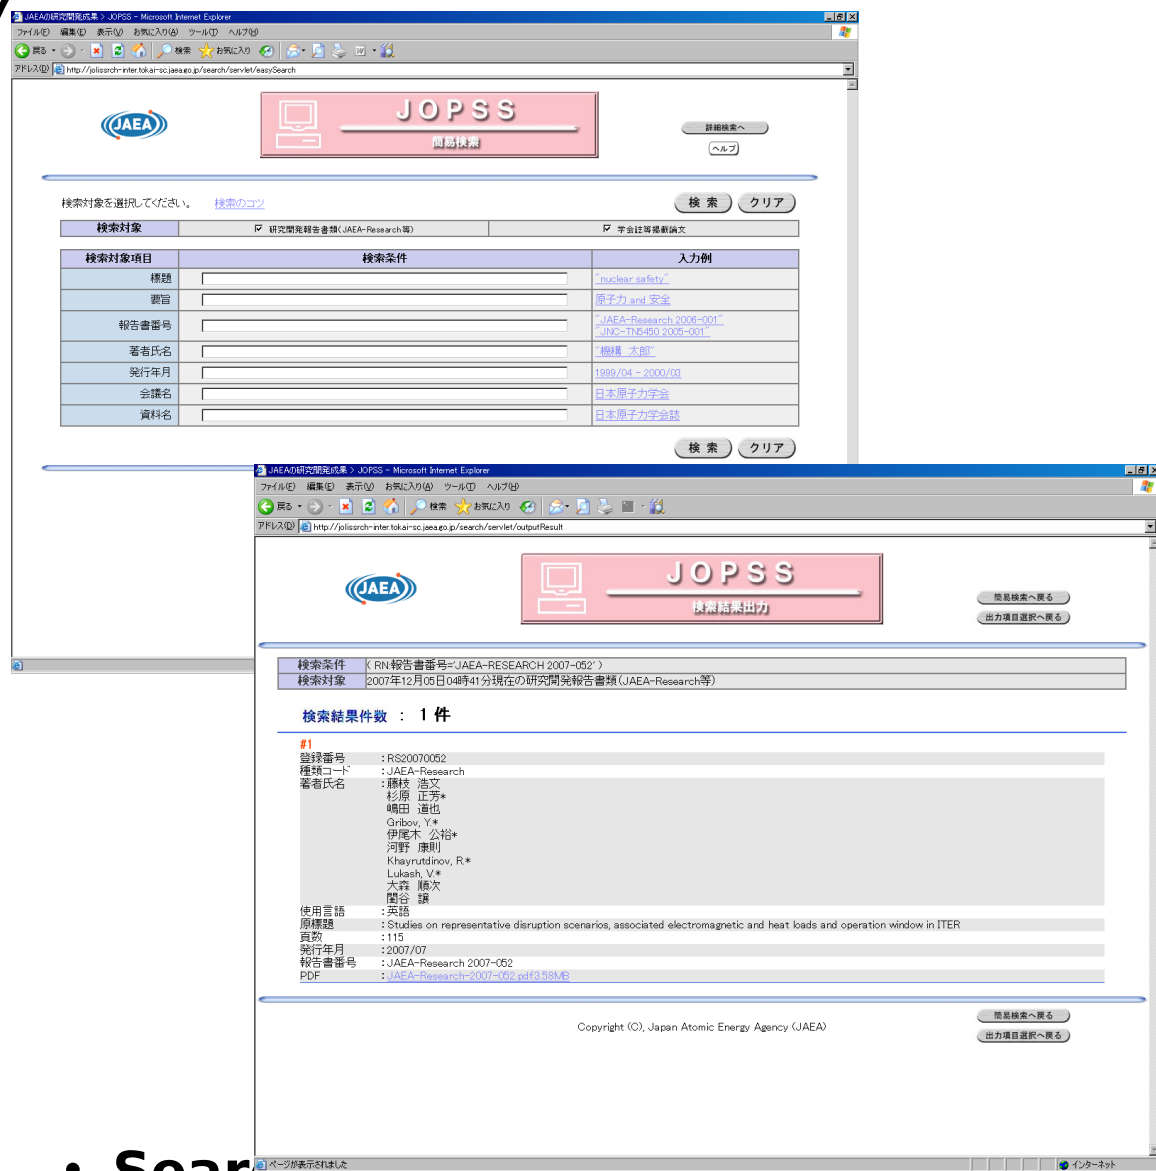 JAEAの研究開発成果 > JOPSS - Microsoft Internet Explorer
ファイル(F) 編集(E) 表示(V) お気に入り(A) ツール(T) ヘルプ(H)
戻る 検索 お気に入り
アドレス(D) http://jolissrch-inter.tokai-sc.jaea.go.jp/search/servlet/easySearch
JAEA
JOPSS
簡易検索
詳細検索へ
ヘルプ
検索対象を選択してください。 検索のコツ 検 索 クリア
検索対象 研究開発報告書類(JAEA-Research等) 学会誌等掲載論文
検索対象項目 検索条件 入力例
標題 "nuclear safety"
要旨 原子力 and 安全
報告書番号 "JAEA-Research 2006-001"
"JNC-TN5450 2005-001"
著者氏名 "機構 太郎"
発行年月 1999/04 - 2000/03
会議名 日本原子力学会
資料名 日本原子力学会誌
検 索 クリア
JAEAの研究開発成果 > JOPSS - Microsoft Internet Explorer
ファイル(F) 編集(E) 表示(V) お気に入り(A) ツール(T) ヘルプ(H)
戻る 検索 お気に入り
アドレス(D) http://jolissrch-inter.tokai-sc.jaea.go.jp/search/servlet/outputResult
JAEA
JOPSS
検索結果出力
簡易検索へ戻る
出力項目選択へ戻る
検索条件 ( RN:報告書番号='JAEA-RESEARCH 2007-052' )
検索対象 2007年12月05日04時41分現在の研究開発報告書類(JAEA-Research等)
検索結果件数 : 1 件
#1
登録番号 : RS20070052
種類コード : JAEA-Research
著者氏名 : 藤枝 浩文
杉原 正芳*
嶋田 道也
Gribov, Y.*
伊尾木 公裕*
河野 康則
Khayrutdinov, R.*
Lukash, V.*
大森 順次
閨谷 譲
使用言語 : 英語
原標題 : Studies on representative disruption scenarios, associated electromagnetic and heat loads and operation window in ITER
頁数 : 115
発行年月 : 2007/07
報告書番号 : JAEA-Research 2007-052
PDF : JAEA-Research-2007-052.pdf:3.58MB
Copyright (C), Japan Atomic Energy Agency (JAEA)
簡易検索へ戻る
出力項目選択へ戻る
ページが表示されました インターネット